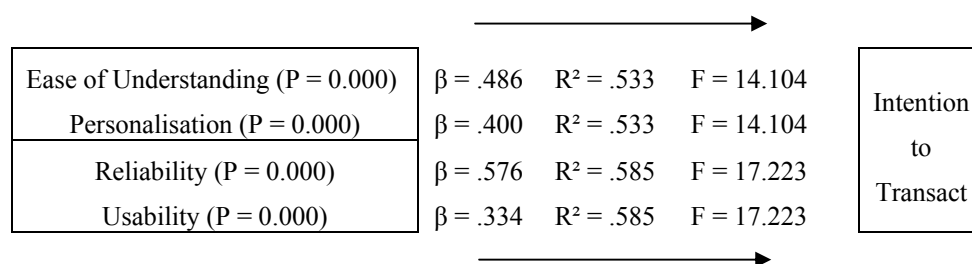 Ease of Understanding (P = 0.000) β = .486 R² = .533 F = 14.104
Personalisation (P = 0.000) β = .400 R² = .533 F = 14.104
Reliability (P = 0.000) β = .576 R² = .585 F = 17.223
Usability (P = 0.000) β = .334 R² = .585 F = 17.223
Intention
to
Transact